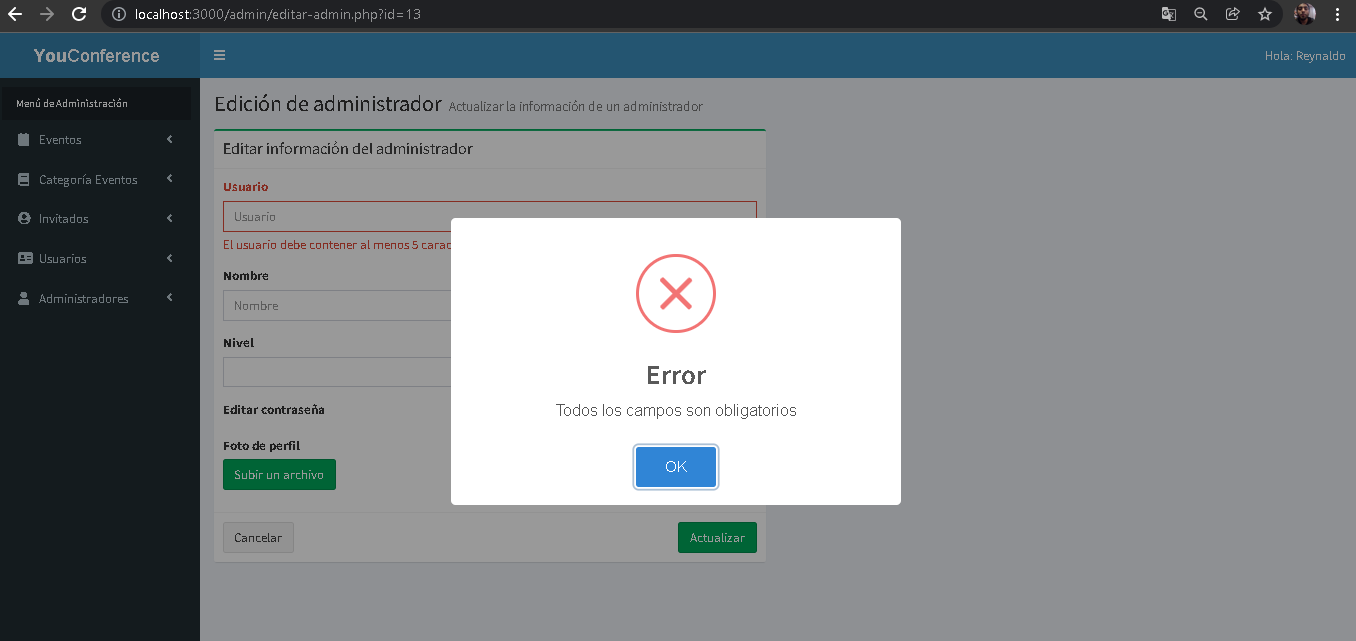 localhost:3000/admin/editar-admin.php?id=13
YouConference
Hola: Reynaldo
Menú de Administración
Eventos
Categoría Eventos
Invitados
Usuarios
Administradores
Edición de administrador Actualizar la información de un administrador
Editar información del administrador
Usuario
Usuario
El usuario debe contener al menos 5 carac
Nombre
Nombre
Nivel
Editar contraseña
Foto de perfil
Subir un archivo
Cancelar
Actualizar
Error
Todos los campos son obligatorios
OK